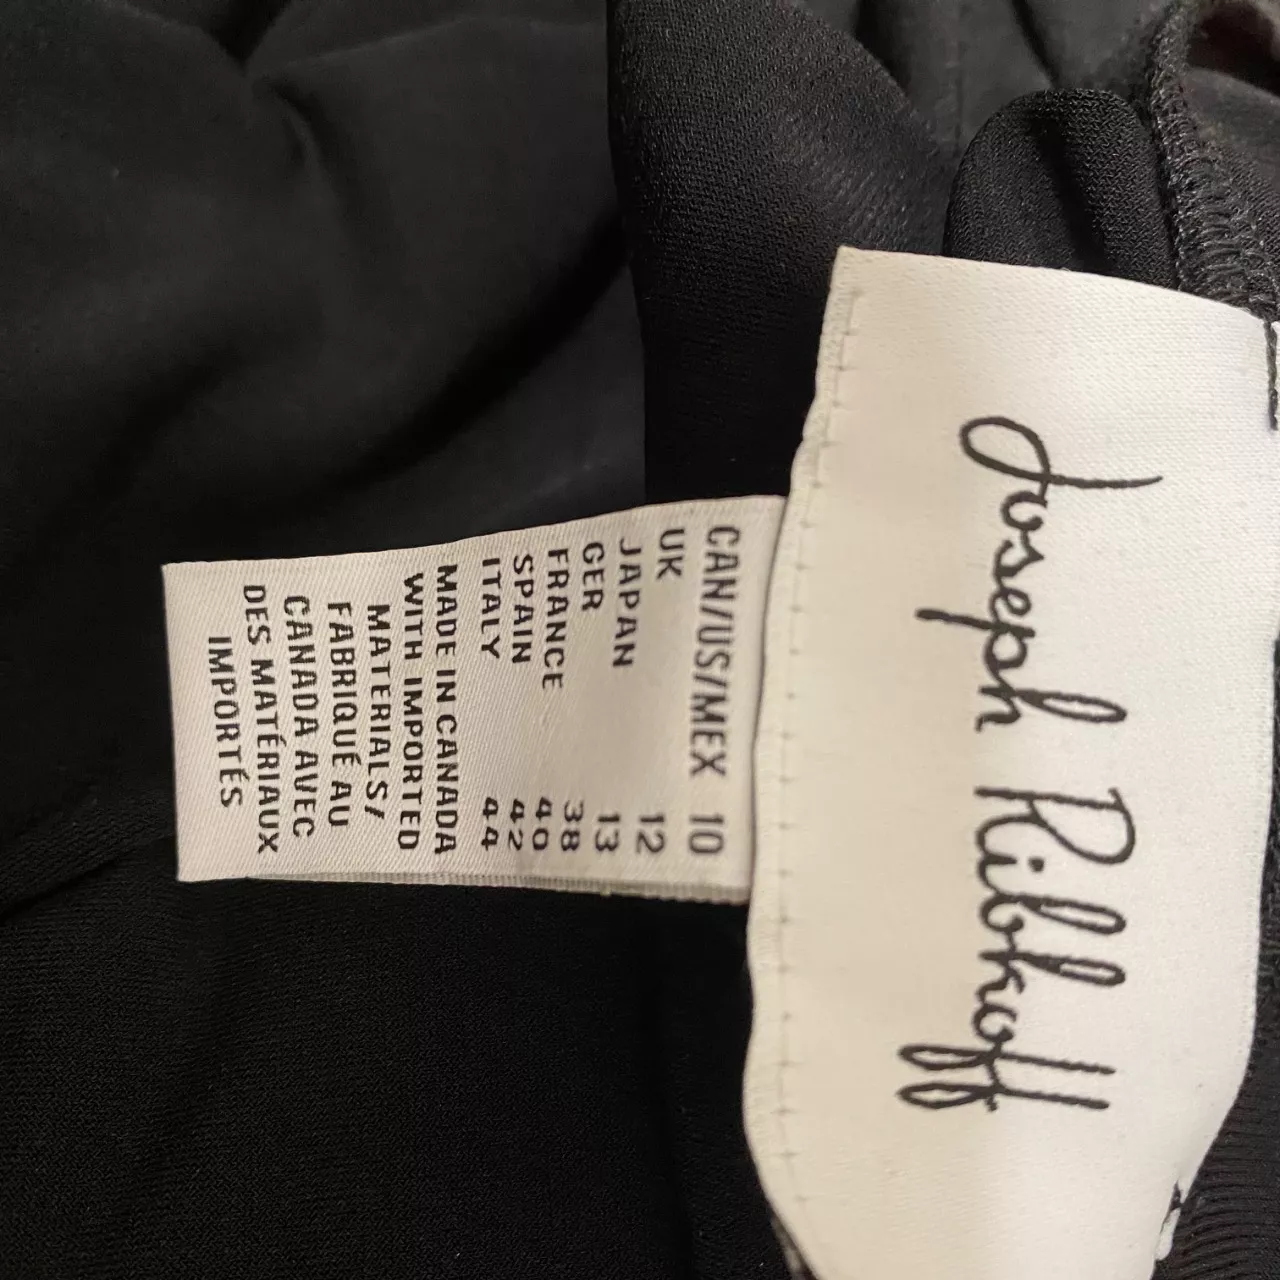 Joseph Ribkoff
CAN/US/MEX 10
UK 12
JAPAN 13
GER 38
FRANCE 40
SPAIN 42
ITALY 44
MADE IN CANADA
WITH IMPORTED
MATERIALS/
FABRIQUÉ AU
CANADA AVEC
DES MATÉRIAUX
IMPORTÉS